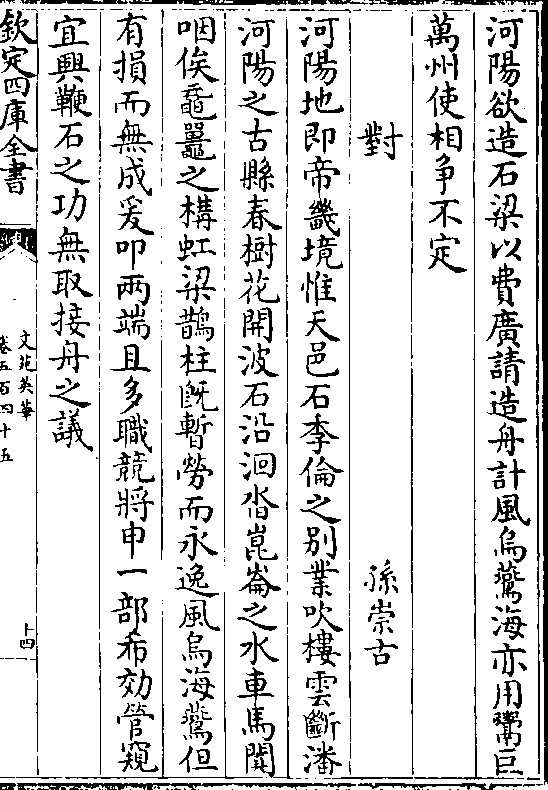 河陽欲造石梁以費廣請造舟計風烏鷰海亦用鬻巨
萬州使相爭不定
對
孫崇古
河陽地即帝畿境惟天邑石季倫之别業吹樓雲斷潘
河陽之古縣春樹花開波石沿洄沓崑崙之水車馬闐
咽俟黿鼉之構虹梁鵲柱旣暫勞而永逸風烏海鷰但
有損而無成爰叩兩端且多職競將申一部希効管窺
宜興鞭石之功無取接舟之議
欽定四庫全書
文苑英華
卷五百四十五
十四